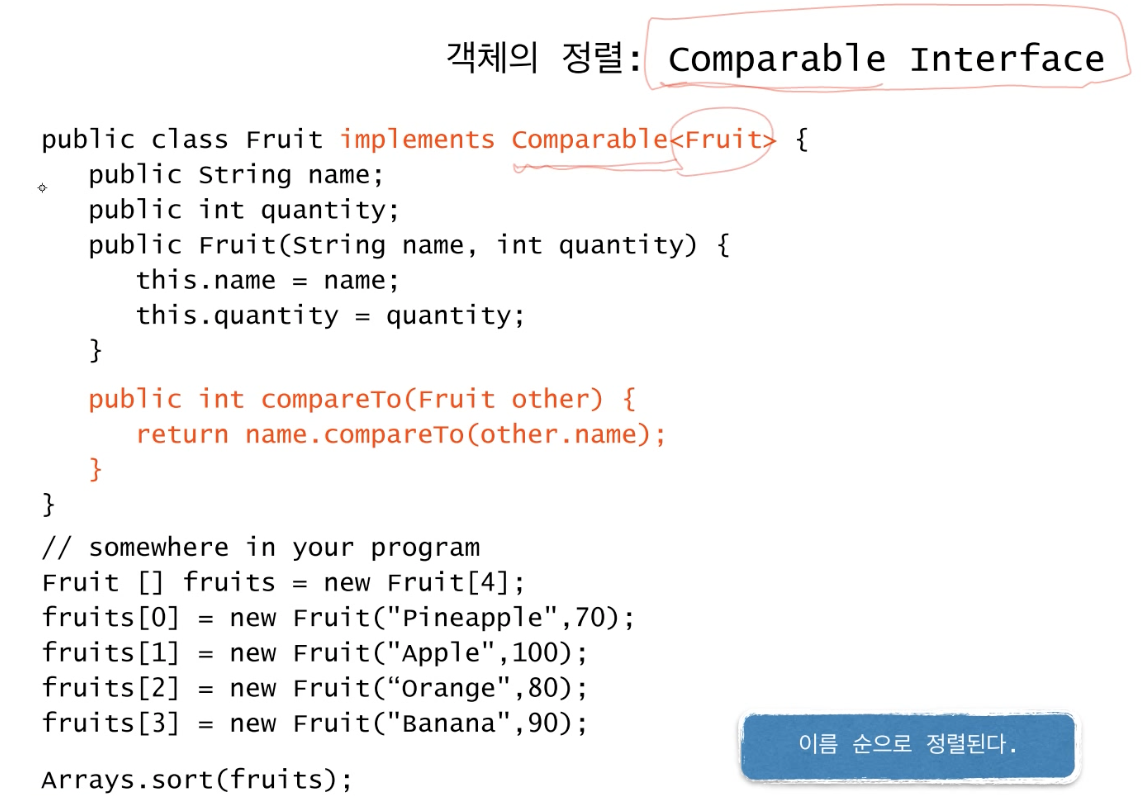 객체의 정렬: Comparable Interface
public class Fruit implements Comparable<Fruit> {
public String name;
public int quantity;
public Fruit(String name, int quantity) {
this.name = name;
this.quantity = quantity;
}
public int compareTo(Fruit other) {
return name.compareTo(other.name);
}
}
// somewhere in your program
Fruit [] fruits = new Fruit[4];
fruits[0] = new Fruit("Pineapple",70);
fruits[1] = new Fruit("Apple",100);
fruits[2] = new Fruit(“Orange",80);
fruits[3] = new Fruit("Banana",90);
이름 순으로 정렬된다.
Arrays.sort(fruits);